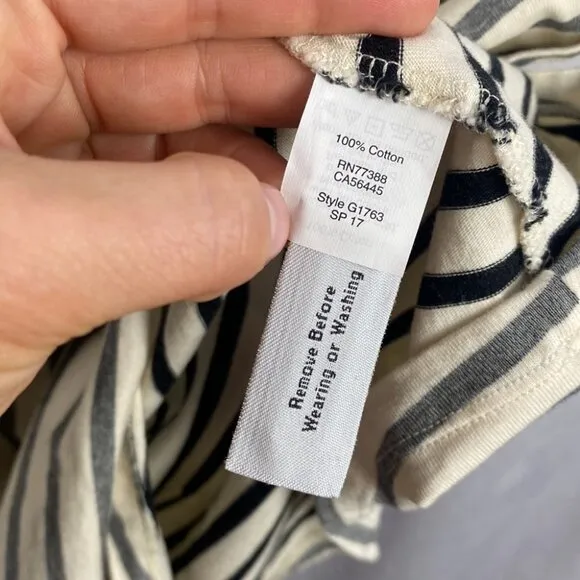 100% Cotton
RN77388
CA56445
Style G1763
SP 17
Remove Before
Wearing or Washing